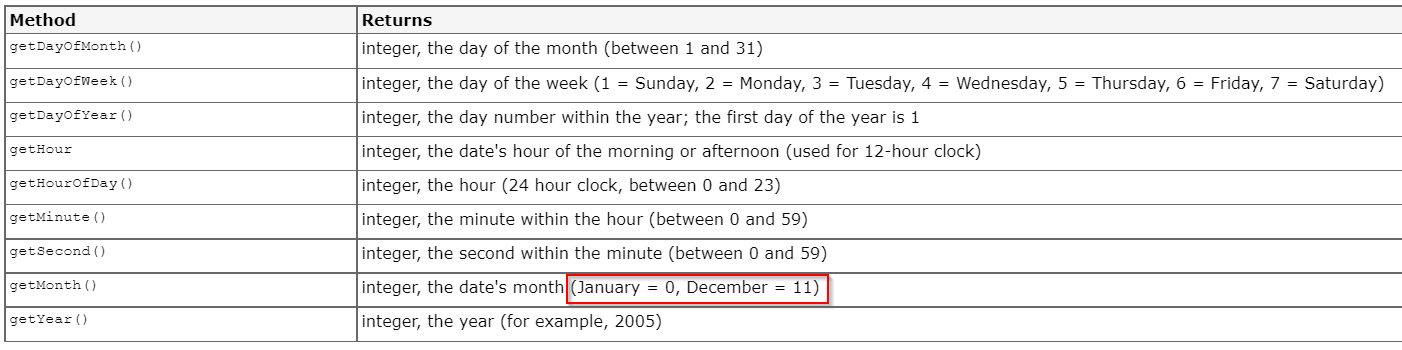 Method Returns
getDayOfMonth() integer, the day of the month (between 1 and 31)
getDayOfWeek() integer, the day of the week (1 = Sunday, 2 = Monday, 3 = Tuesday, 4 = Wednesday, 5 = Thursday, 6 = Friday, 7 = Saturday)
getDayOfYear() integer, the day number within the year; the first day of the year is 1
getHour integer, the date's hour of the morning or afternoon (used for 12-hour clock)
getHourOfDay() integer, the hour (24 hour clock, between 0 and 23)
getMinute() integer, the minute within the hour (between 0 and 59)
getSecond() integer, the second within the minute (between 0 and 59)
getMonth() integer, the date's month (January = 0, December = 11)
getYear() integer, the year (for example, 2005)